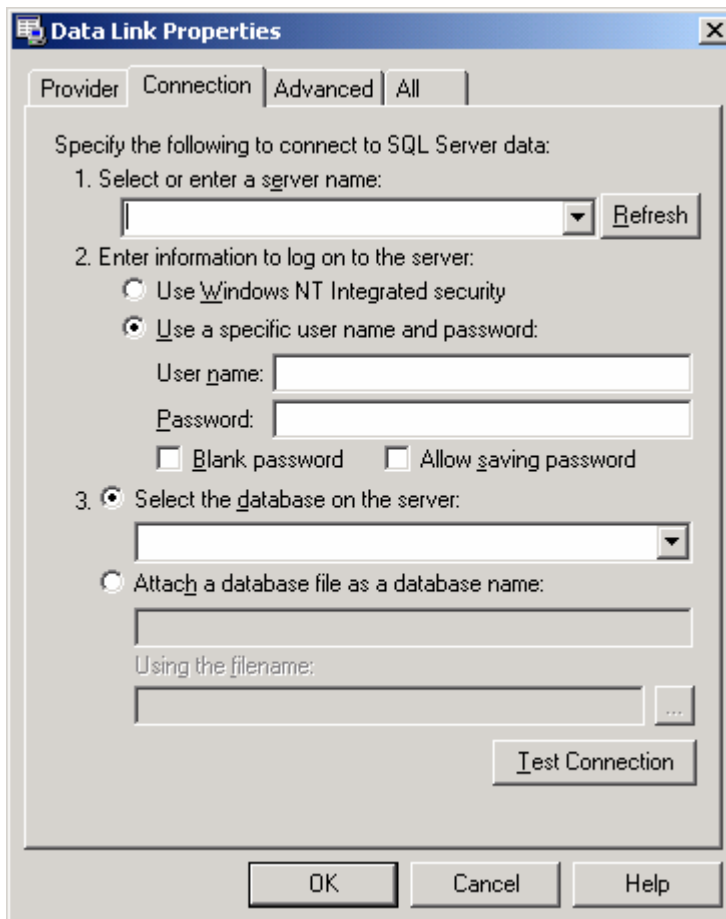 Data Link Properties
Provider Connection Advanced All
Specify the following to connect to SQL Server data:
1. Select or enter a server name:
Refresh
2. Enter information to log on to the server:
Use Windows NT Integrated security
Use a specific user name and password:
User name:
Password:
Blank password Allow saving password
3. Select the database on the server:
Attach a database file as a database name:
Using the filename:
...
Test Connection
OK Cancel Help